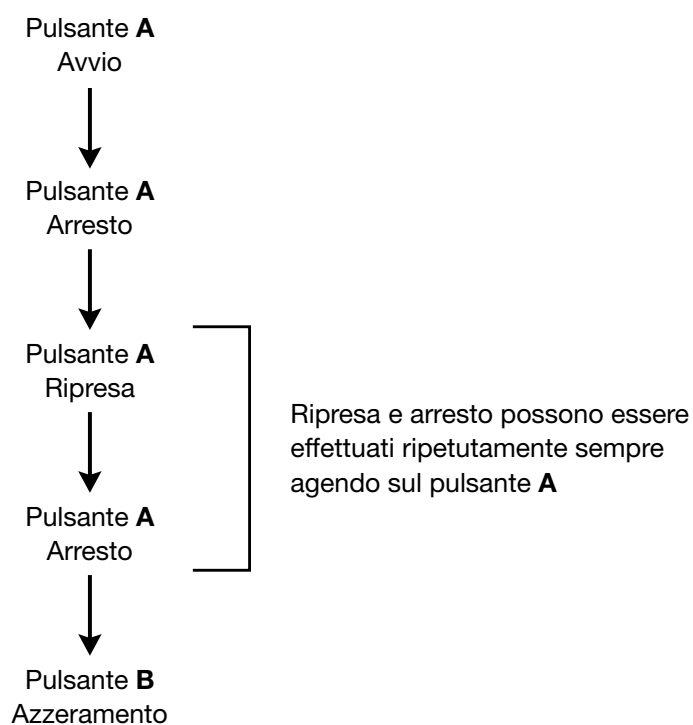 Pulsante A
Avvio
Pulsante A
Arresto
Pulsante A
Ripresa
Ripresa e arresto possono essere
effettuati ripetutamente sempre
agendo sul pulsante A
Pulsante A
Arresto
Pulsante B
Azzeramento